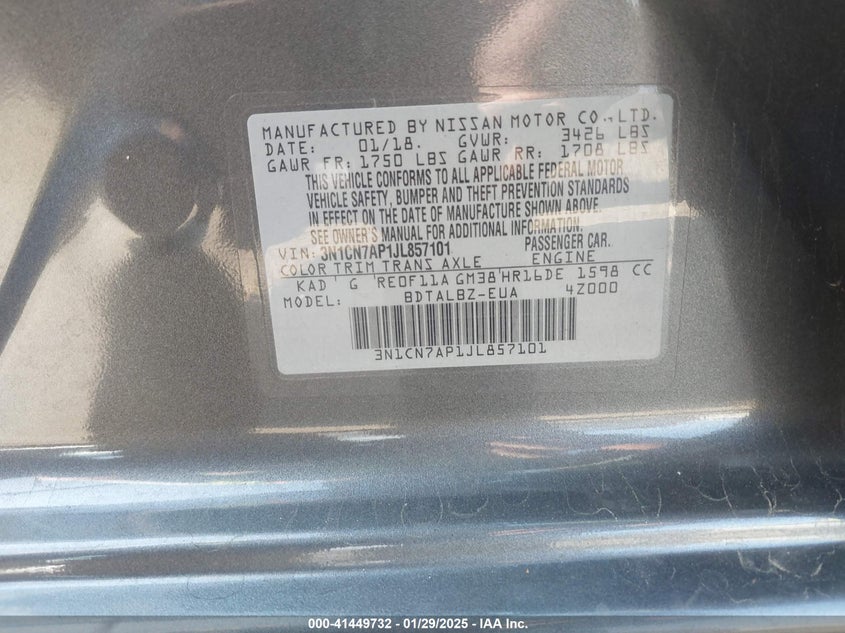 MANUFACTURED BY NISSAN MOTOR CO.,LTD.
DATE: 01/18. GVWR: 3426 LBS
GAWR FR: 1750 LBS GAWR RR: 1708 LBS
THIS VEHICLE CONFORMS TO ALL APPLICABLE FEDERAL MOTOR
VEHICLE SAFETY, BUMPER AND THEFT PREVENTION STANDARDS
IN EFFECT ON THE DATE OF MANUFACTURE SHOWN ABOVE.
SEE OWNER'S MANUAL FOR ADDITIONAL INFORMATION.
VIN: 3N1CN7AP1JL857101 PASSENGER CAR.
COLOR TRIM TRANS AXLE ENGINE
KAD ' G 'RE0F11A GM38'HR16DE 1598 CC
MODEL: BDTALBZ-EUA 4Z000
3N1CN7AP1JL857101
000-41449732 - 01/29/2025 - IAA Inc.